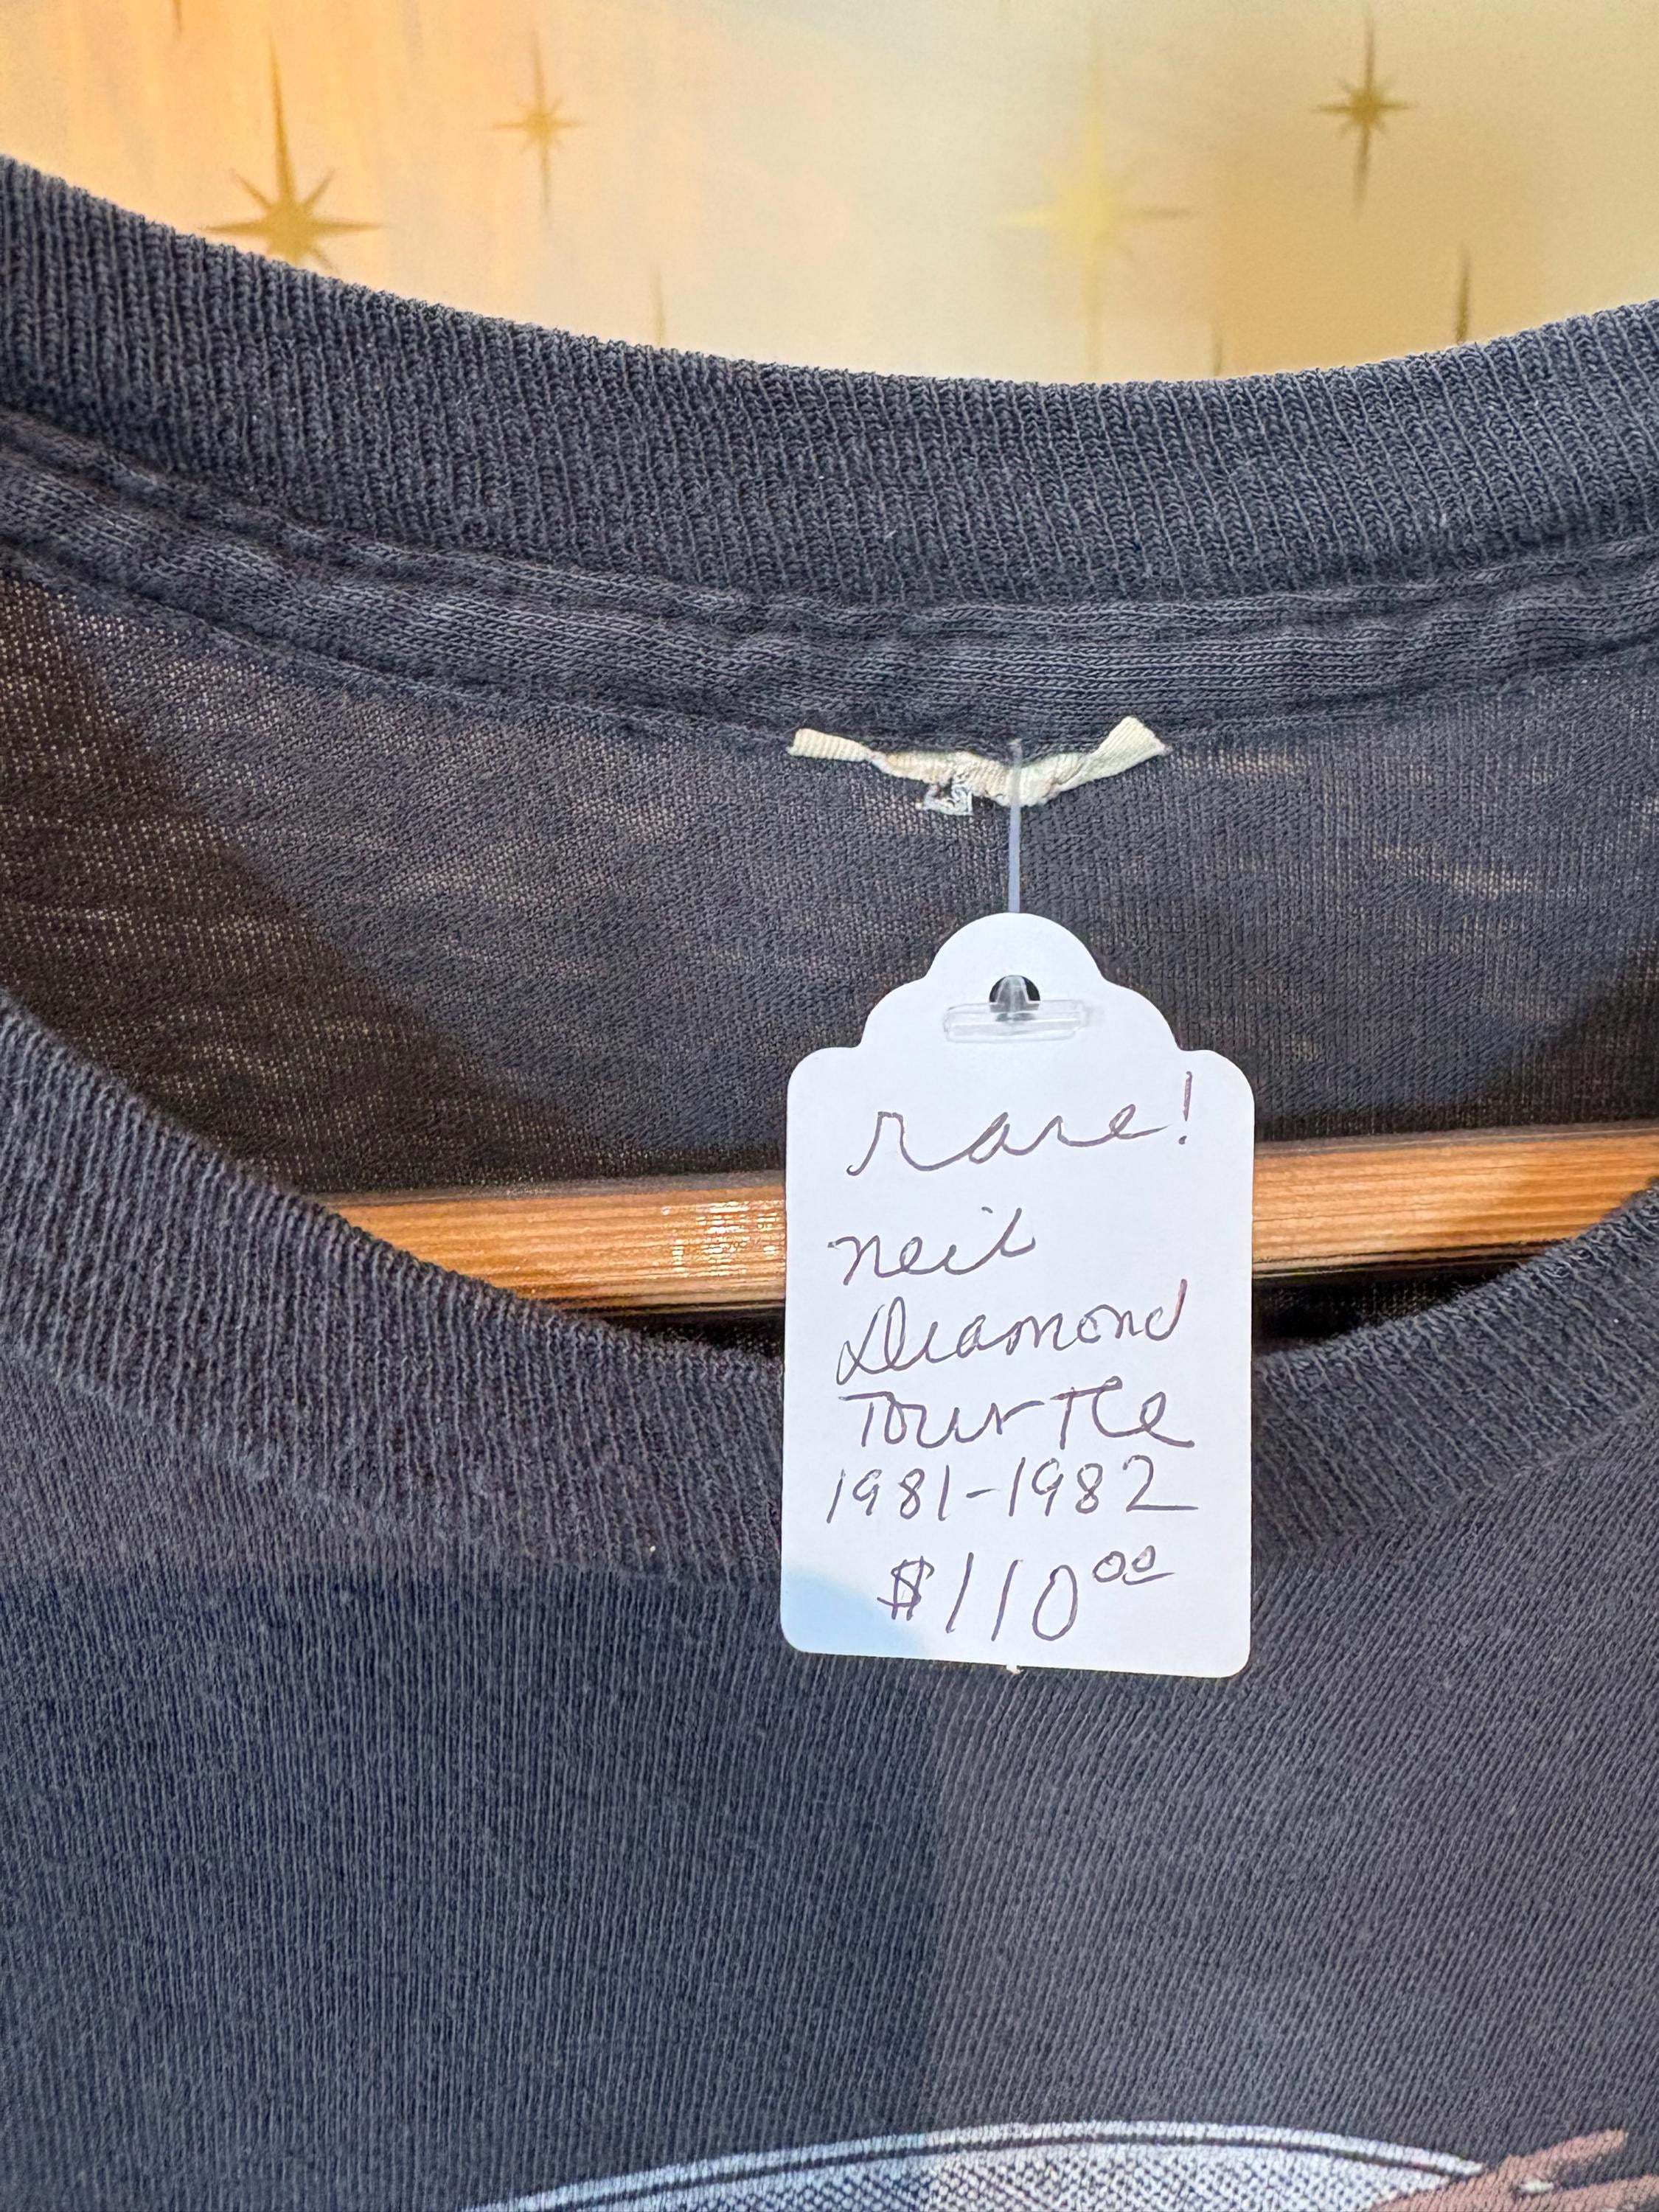 rare!
neil
Diamond
Tour Tee
1981-1982
$110.00